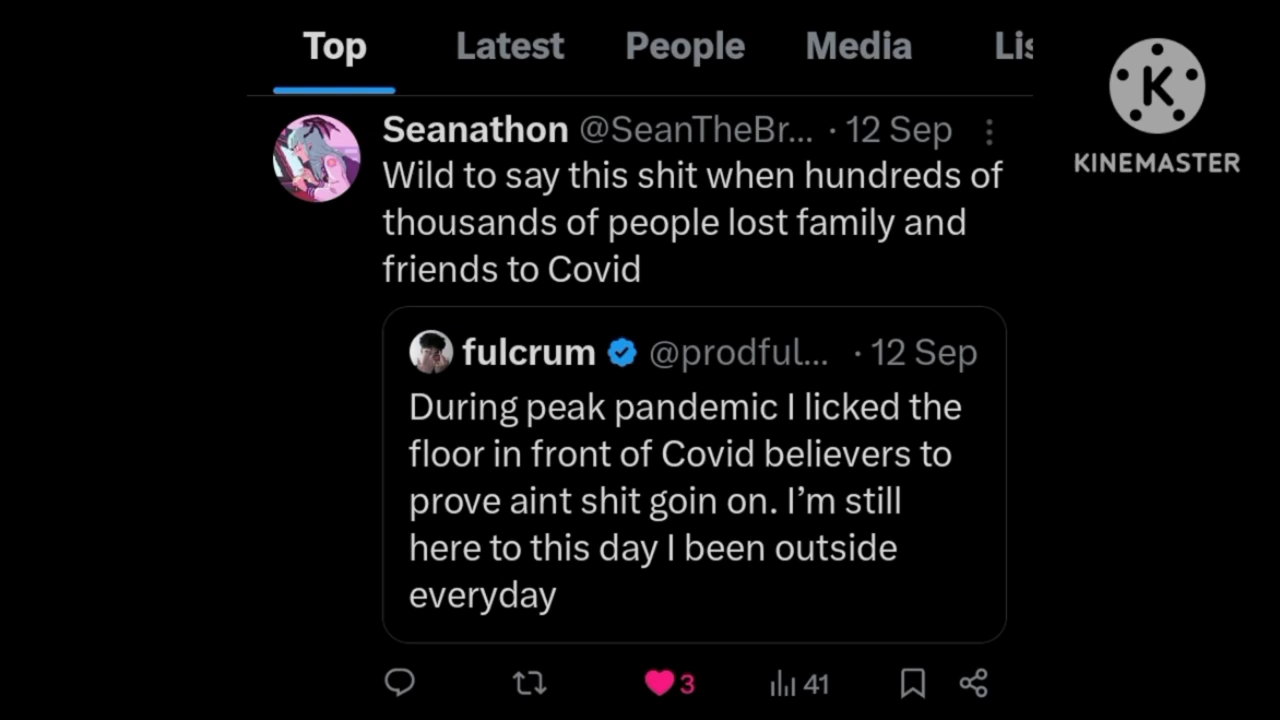 Top Latest People Media Lis
K
KINEMASTER
Seanathon @SeanTheBr... · 12 Sep
Wild to say this shit when hundreds of
thousands of people lost family and
friends to Covid
fulcrum @prodful... · 12 Sep
During peak pandemic I licked the
floor in front of Covid believers to
prove aint shit goin on. I’m still
here to this day I been outside
everyday
3 41